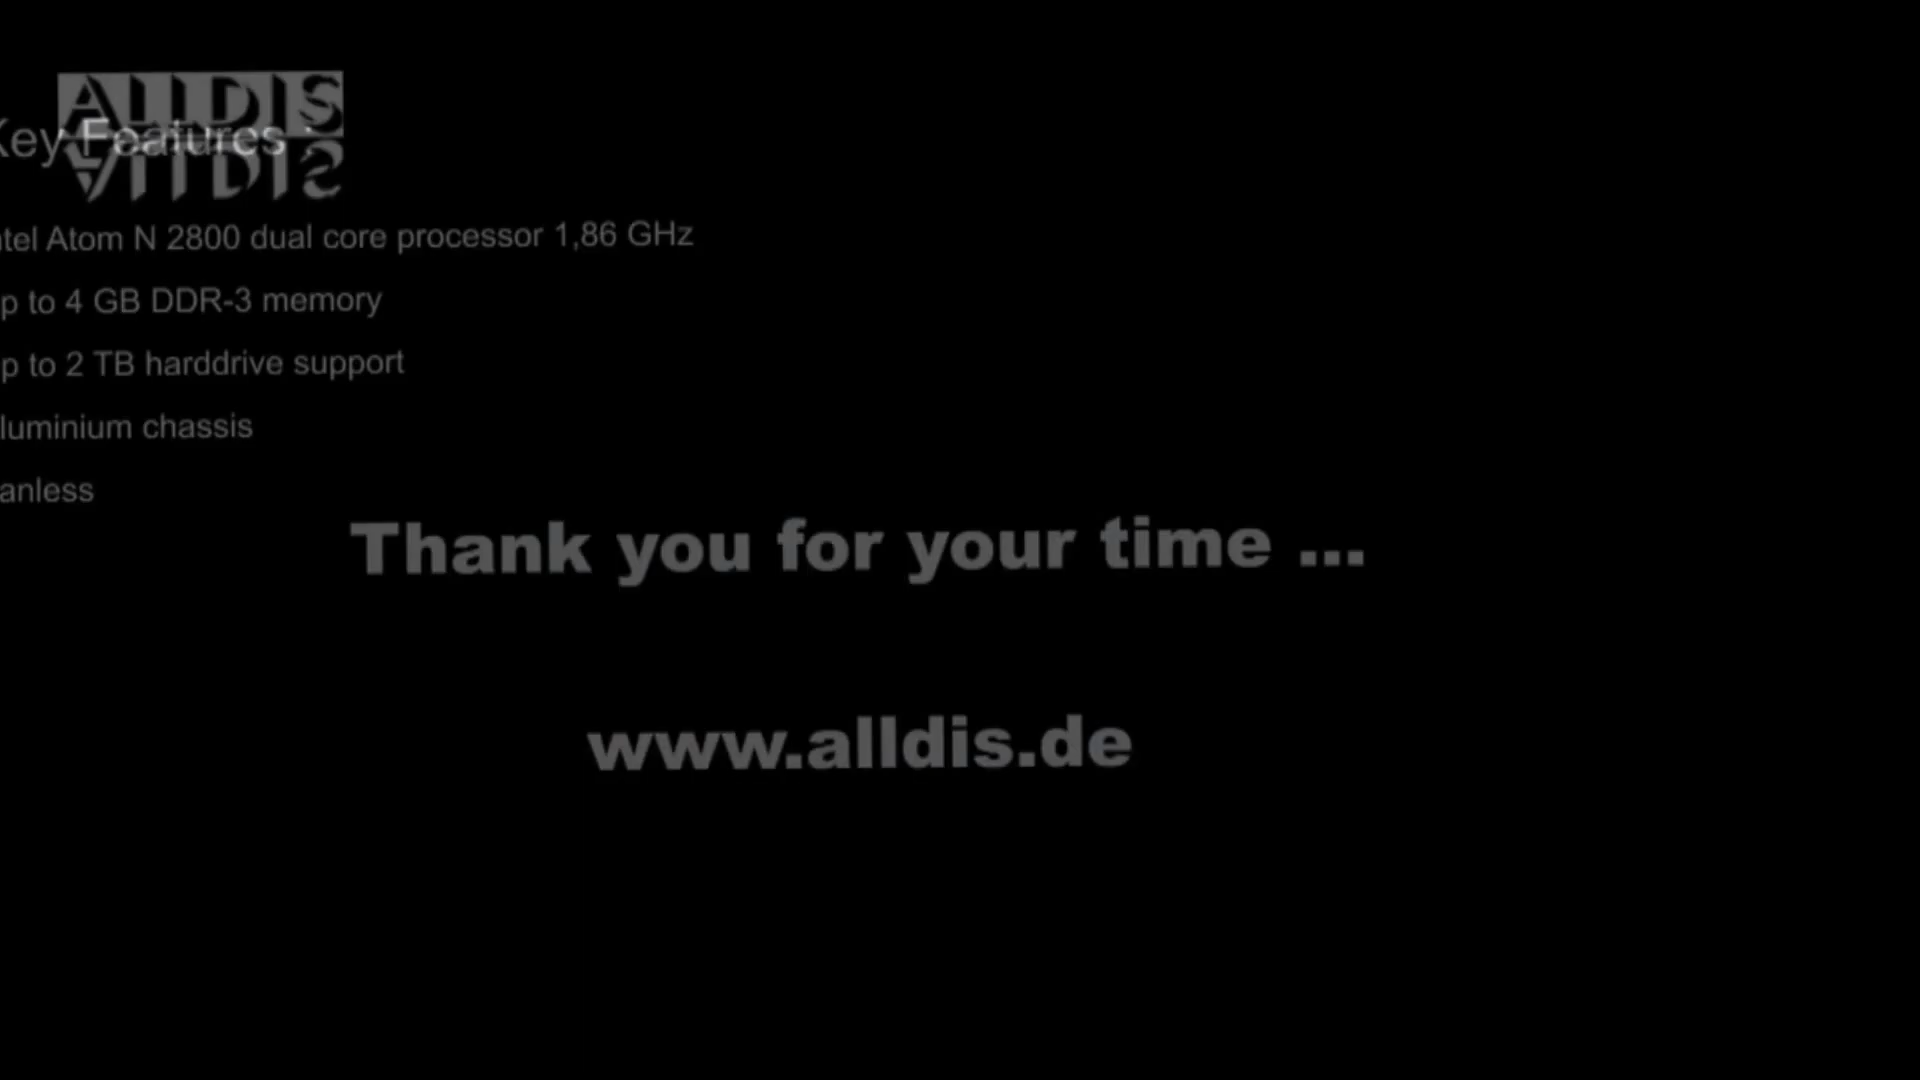 ALLDIS
Key Features :
ntel Atom N 2800 dual core processor 1,86 GHz
p to 4 GB DDR-3 memory
p to 2 TB harddrive support
luminium chassis
anless
Thank you for your time ...
www.alldis.de